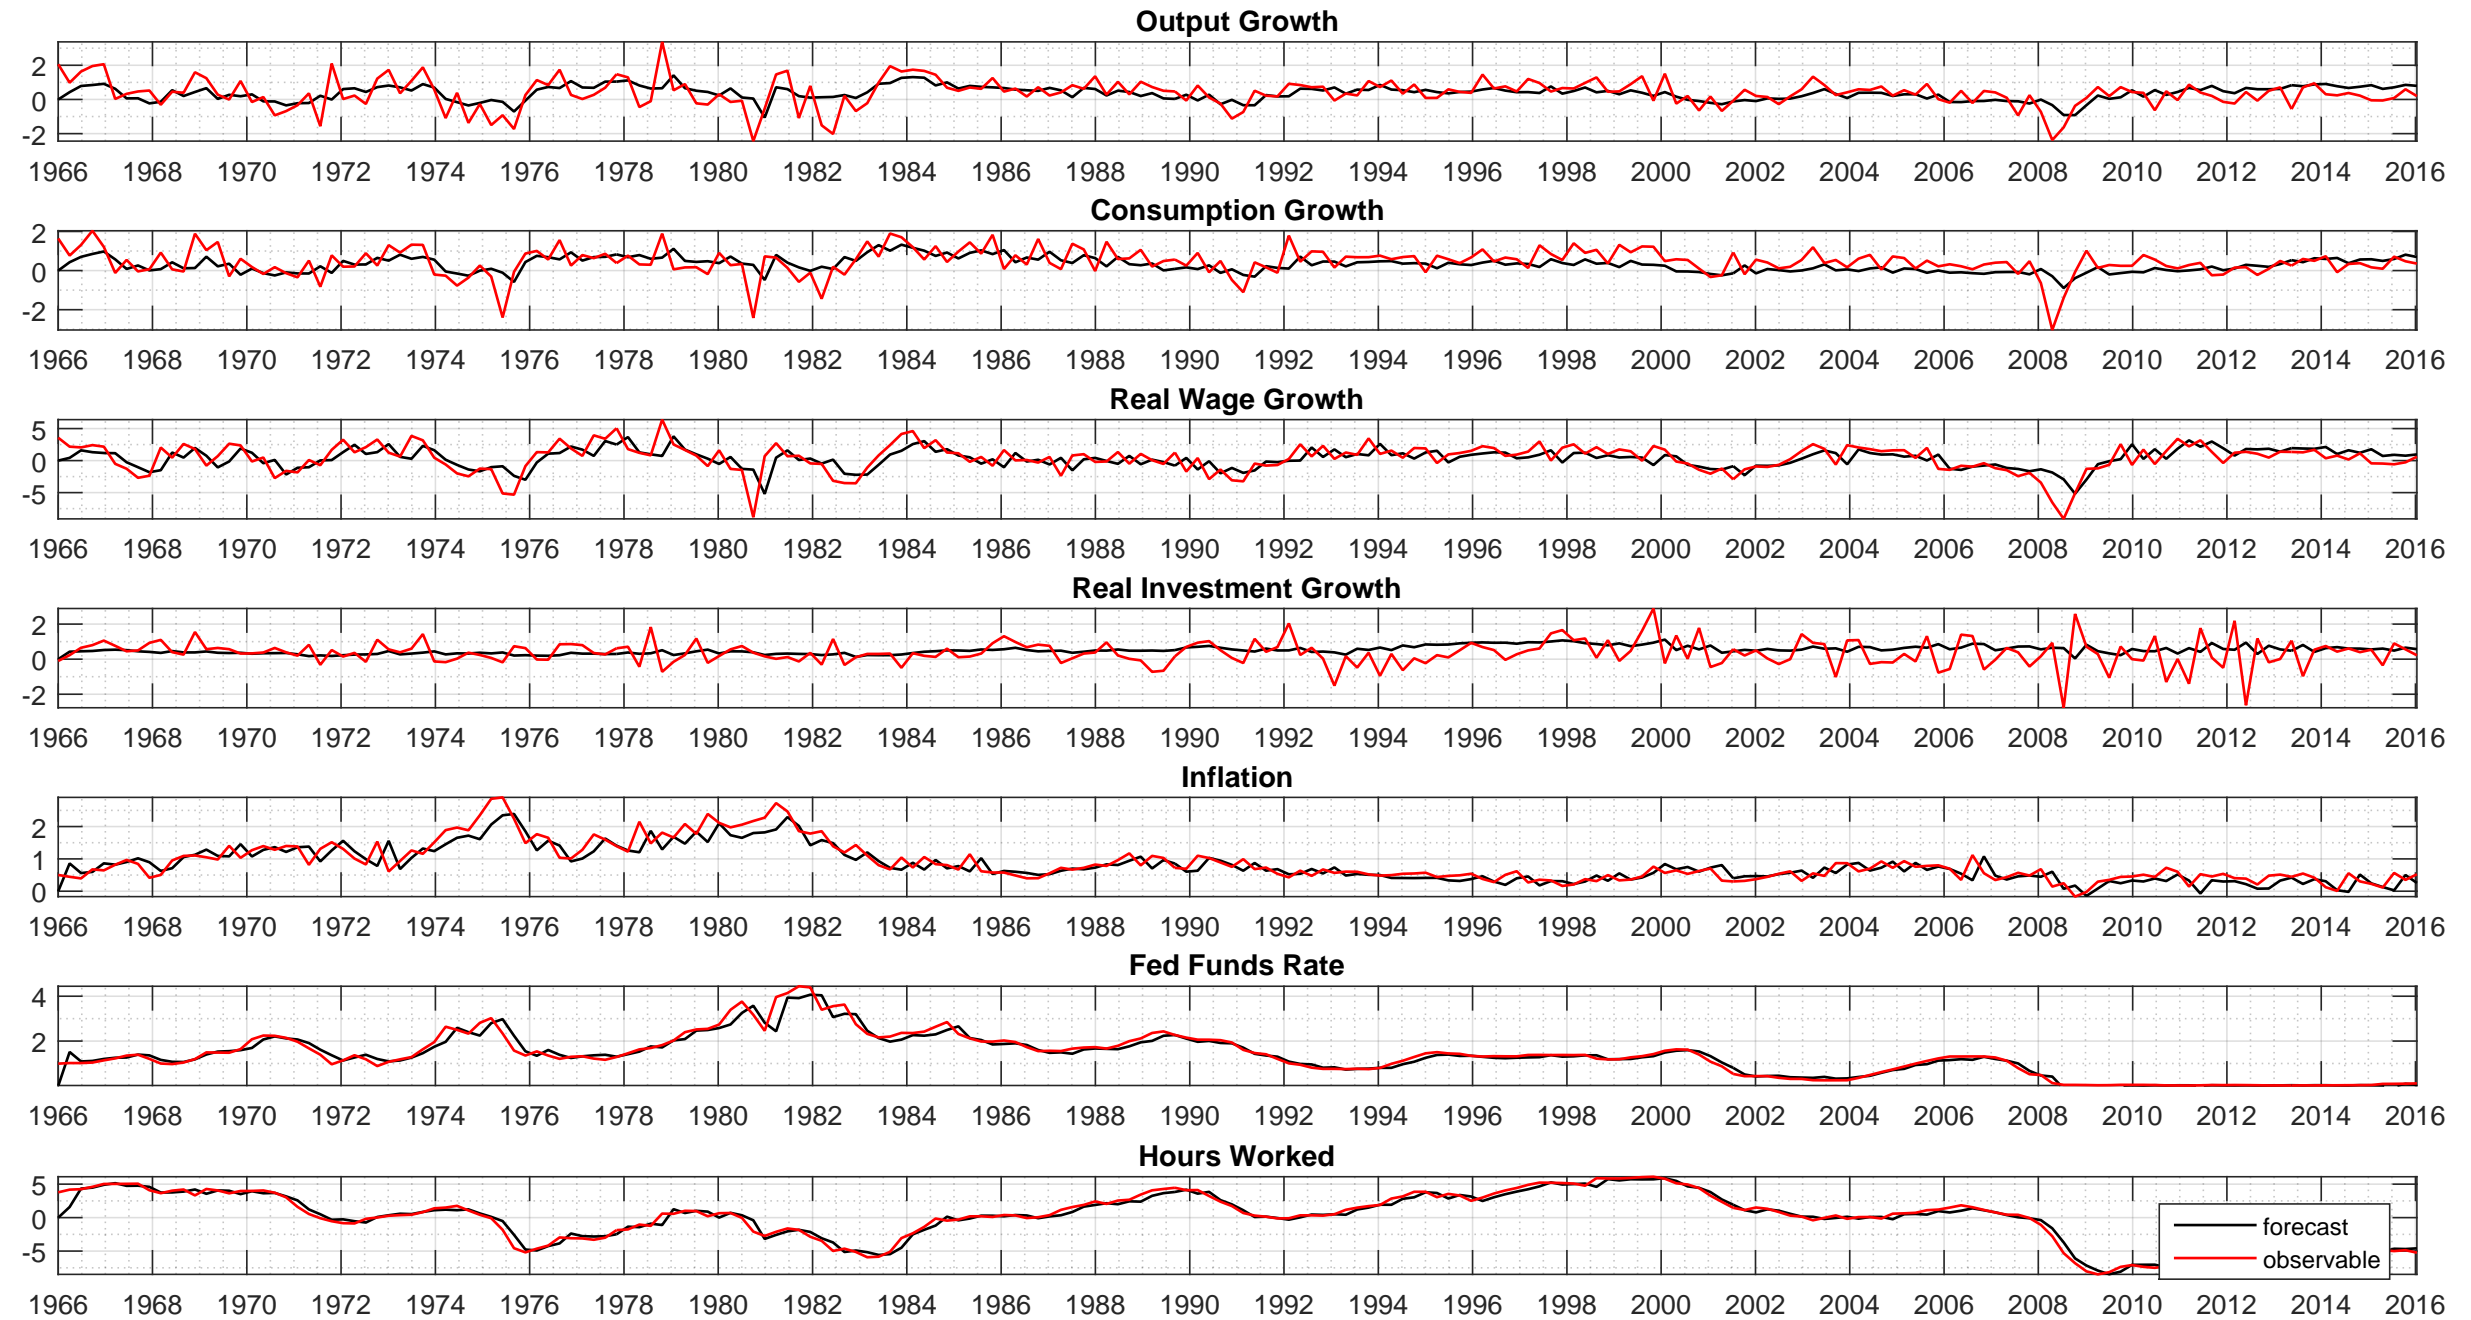 Output Growth
2
0
-2
1966 1968 1970 1972 1974 1976 1978 1980 1982 1984 1986 1988 1990 1992 1994 1996 1998 2000 2002 2004 2006 2008 2010 2012 2014 2016
Consumption Growth
2
0
-2
1966 1968 1970 1972 1974 1976 1978 1980 1982 1984 1986 1988 1990 1992 1994 1996 1998 2000 2002 2004 2006 2008 2010 2012 2014 2016
Real Wage Growth
5
0
-5
1966 1968 1970 1972 1974 1976 1978 1980 1982 1984 1986 1988 1990 1992 1994 1996 1998 2000 2002 2004 2006 2008 2010 2012 2014 2016
Real Investment Growth
2
0
-2
1966 1968 1970 1972 1974 1976 1978 1980 1982 1984 1986 1988 1990 1992 1994 1996 1998 2000 2002 2004 2006 2008 2010 2012 2014 2016
Inflation
2
1
0
1966 1968 1970 1972 1974 1976 1978 1980 1982 1984 1986 1988 1990 1992 1994 1996 1998 2000 2002 2004 2006 2008 2010 2012 2014 2016
Fed Funds Rate
4
2
1966 1968 1970 1972 1974 1976 1978 1980 1982 1984 1986 1988 1990 1992 1994 1996 1998 2000 2002 2004 2006 2008 2010 2012 2014 2016
Hours Worked
5
0
-5
forecast
observable
1966 1968 1970 1972 1974 1976 1978 1980 1982 1984 1986 1988 1990 1992 1994 1996 1998 2000 2002 2004 2006 2008 2010 2012 2014 2016